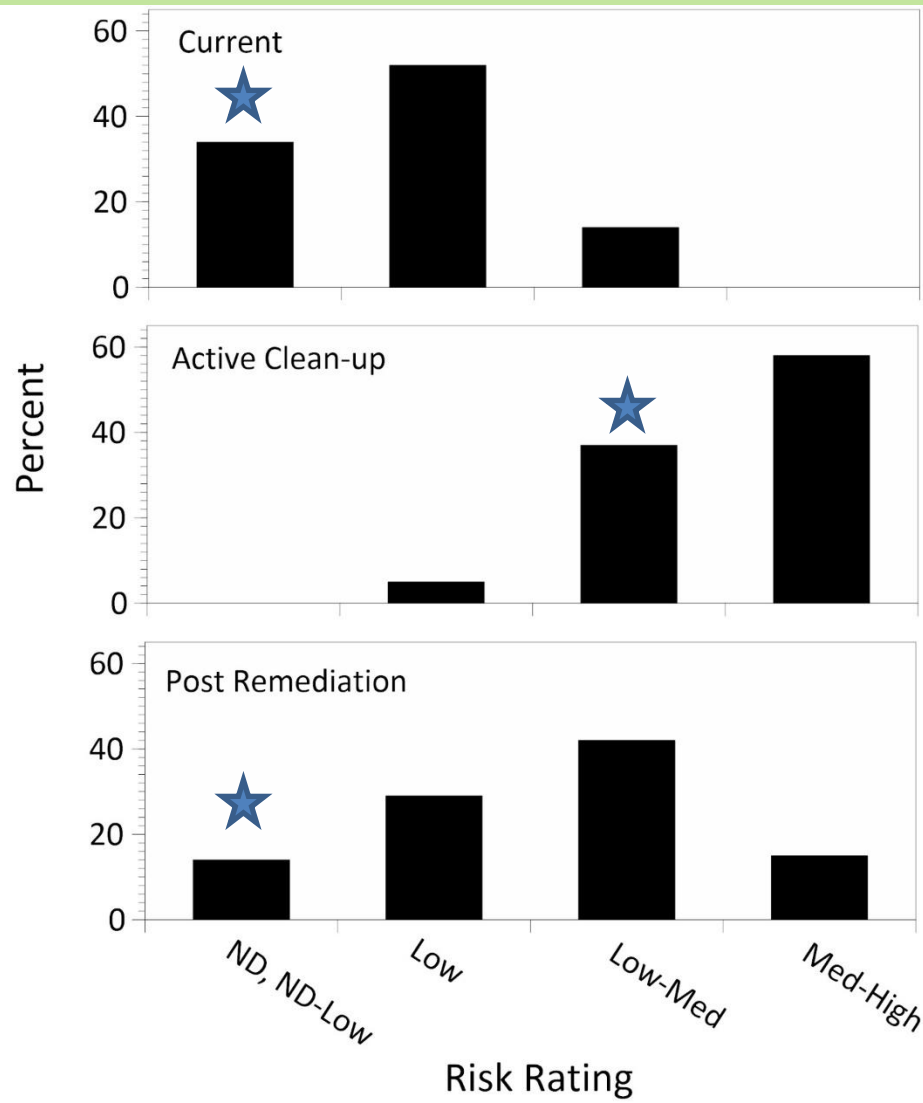 Current
60
40
20
0
Active Clean-up
60
40
20
0
Percent
Post Remediation
60
40
20
0
ND, ND-Low
Low
Low-Med
Med-High
Risk Rating